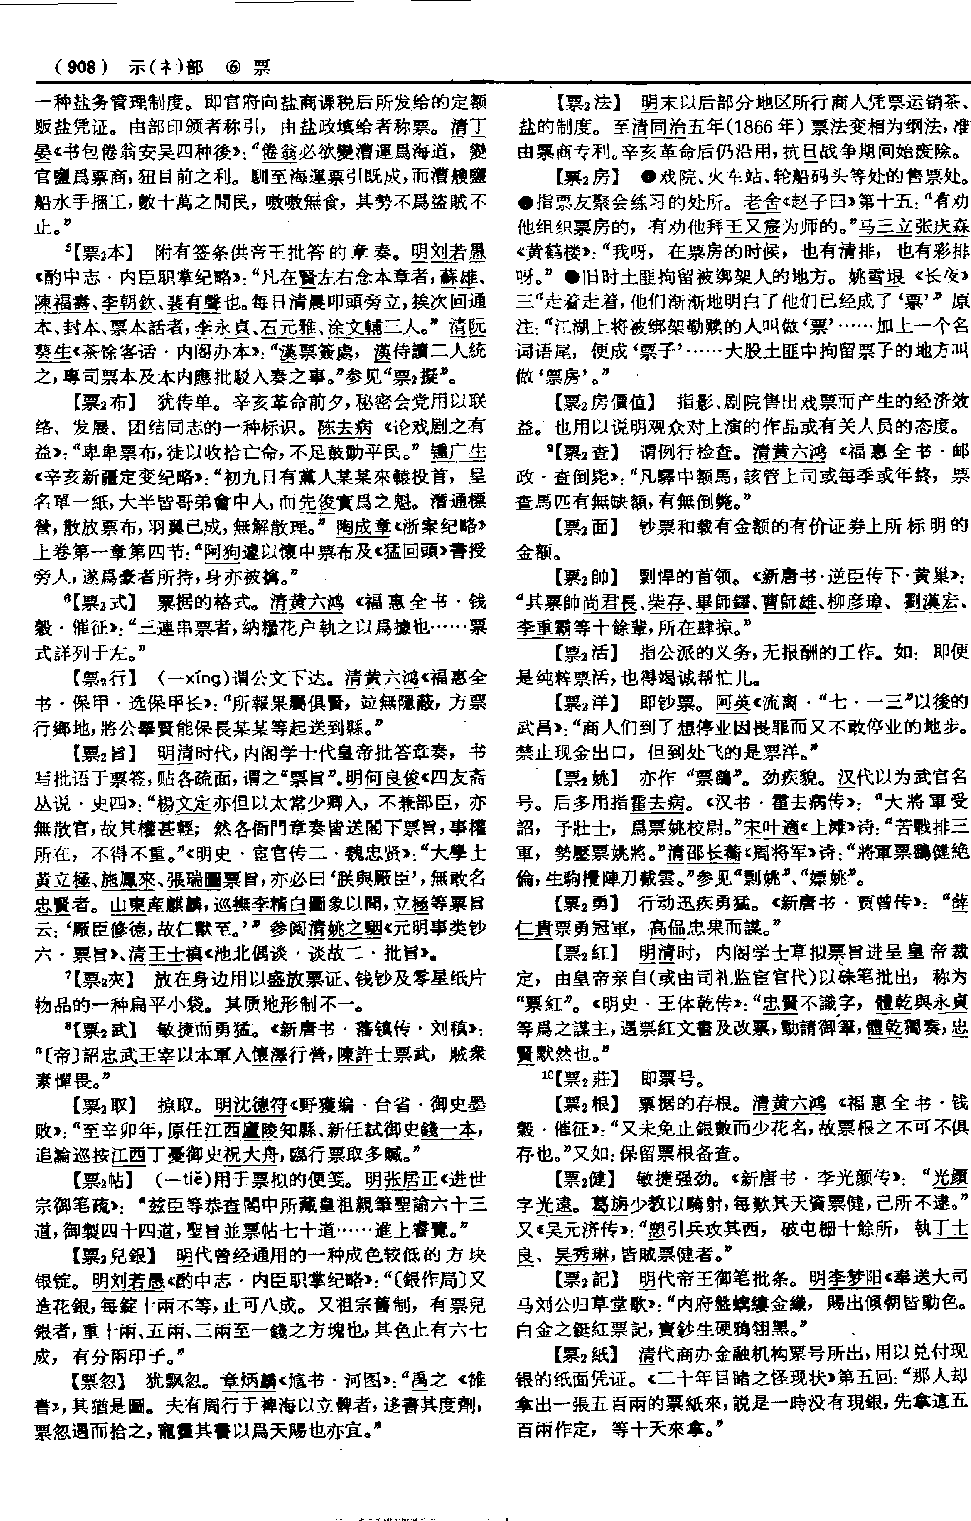 (908) 示(礻)部 ⑥ 票
一种盐务管理制度。即官府向盐商课税后所发给的定额
贩盐凭证。由部印颁者称引，由盐政填给者称票。清丁
晏《书包倦翁安吴四种後》：“倦翁必欲變漕運爲海道，變
官鹽爲票商，狃目前之利。馴至海運票引既成，而漕艘鹽
船水手捆工，數十萬之閒民，嗷嗷無食，其勢不爲盜賊不
止。”
⁵【票₂本】 附有签条供帝王批答的章奏。明刘若愚
《酌中志·内臣职掌纪略》：“凡在賢左右念本章者，蘇雄、
陳福壽、李朝欽、裴有聲也。每日清晨叩頭旁立，挨次回通
本、封本、票本話者，李永貞、石元雅、涂文輔三人。”清阮
葵生《茶馀客话·内阁办本》：“漢票簽處，漢侍讀二人統
之，專司票本及本内應批駁入奏之事。”参见“票₂擬”。
【票₂布】 犹传单。辛亥革命前夕，秘密会党用以联
络、发展、团结同志的一种标识。陈去病《论戏剧之有
益》：“卑卑票布，徒以收拾亡命，不足鼓動平民。”锺广生
《辛亥新疆定变纪略》：“初九日有黨人某某來轅投首，呈
名單一紙，大半皆哥弟會中人，而先俊實爲之魁。潛通標
營，散放票布，羽翼已成，無解散理。”陶成章《浙案纪略》
上卷第一章第四节：“阿狗遽以懷中票布及《猛回頭》書授
旁人，遂爲豪者所持，身亦被擒。”
⁶【票₂式】 票据的格式。清黄六鸿《福惠全书·钱
榖·催征》：“三連串票者，納櫃花户執之以爲據也……票
式詳列于左。”
【票₂行】 (—xíng)谓公文下达。清黄六鸿《福惠全
书·保甲·选保甲长》：“所報果屬俱賢，竝無隱蔽，方票
行鄉地，將公舉賢能保長某某等起送到縣。”
【票₂旨】 明清时代，内阁学士代皇帝批答章奏，书
写批语于票签，贴各疏面，谓之“票旨”。明何良俊《四友斋
丛说·史四》：“楊文定亦但以太常少卿入，不兼部臣，亦
無散官，故其權甚輕；然各衙門章奏皆送閣下票旨，事權
所在，不得不重。”《明史·宦官传二·魏忠贤》：“大學士
黄立極、施鳳來、張瑞圖票旨，亦必曰‘朕與厰臣’，無敢名
忠賢者。山東産麒麟，巡撫李精白圖象以聞，立極等票旨
云：‘厰臣修德，故仁獸至。’”参阅清姚之駰《元明事类钞
六·票旨》、清王士禛《池北偶谈·谈故二·批旨》。
⁷【票₂夾】 放在身边用以盛放票证、钱钞及零星纸片
物品的一种扁平小袋。其质地形制不一。
⁸【票₂武】 敏捷而勇猛。《新唐书·藩镇传·刘稹》：
“〔帝〕詔忠武王宰以本軍入懷澤行營，陳許士票武，賊衆
素憚畏。”
【票₂取】 掠取。明沈德符《野獲编·台省·御史墨
败》：“至辛卯年，原任江西廬陵知縣、新任試御史錢一本，
追論巡按江西丁憂御史祝大舟，臨行票取多贓。”
【票₂帖】 (—tiě)用于票拟的便笺。明张居正《进世
宗御笔疏》：“兹臣等恭查閣中所藏皇祖親筆聖諭六十三
道，御製四十四道，聖旨並票帖七十道……進上睿覽。”
【票₂兒銀】 明代曾经通用的一种成色较低的方块
银锭。明刘若愚《酌中志·内臣职掌纪略》：“〔銀作局〕又
造花銀，每錠十兩不等，止可八成。又祖宗舊制，有票兒
銀者，重十兩、五兩、三兩至一錢之方塊也，其色止有六七
成，有分兩印子。”
【票忽】 犹飘忽。章炳麟《訄书·河图》：“禹之《雒
書》，其猶是圖。夫有周行于裨海以立髀者，迻書其度劑，
票忽遇而拾之，寵靈其書以爲天賜也亦宜。”
【票₂法】 明末以后部分地区所行商人凭票运销茶、
盐的制度。至清同治五年(1866年)票法变相为纲法，准
由票商专利。辛亥革命后仍沿用，抗日战争期间始废除。
【票₂房】 ●戏院、火车站、轮船码头等处的售票处。
●指票友聚会练习的处所。老舍《赵子曰》第十五：“有劝
他组织票房的，有劝他拜王又宸为师的。”马三立张庆森
《黄鹤楼》：“我呀，在票房的时候，也有清排，也有彩排
呀。”●旧时土匪拘留被绑架人的地方。姚雪垠《长夜》
三“走着走着，他们渐渐地明白了他们已经成了‘票’”原
注：“江湖上将被绑架勒赎的人叫做‘票’……加上一个名
词语尾，便成‘票子’……大股土匪中拘留票子的地方叫
做‘票房’。”
【票₂房價值】 指影、剧院售出戏票而产生的经济效
益。也用以说明观众对上演的作品或有关人员的态度。
⁹【票₂查】 谓例行检查。清黄六鸿《福惠全书·邮
政·查倒毙》：“凡驛中額馬，該管上司或每季或年終，票
查馬匹有無缺額，有無倒斃。”
【票₂面】 钞票和载有金额的有价证券上所标明的
金额。
【票₂帥】 剽悍的首领。《新唐书·逆臣传下·黄巢》：
“其票帥尚君長、柴存、畢師鐸、曹師雄、柳彦璋、劉漢宏、
李重霸等十餘輩，所在肆掠。”
【票₂活】 指公派的义务，无报酬的工作。如：即便
是纯粹票活，也得竭诚帮忙儿。
【票₂洋】 即钞票。阿英《流离·“七·一三”以後的
武昌》：“商人们到了想停业因畏罪而又不敢停业的地步。
禁止现金出口，但到处飞的是票洋。”
【票₂姚】 亦作“票鷂”。劲疾貌。汉代以为武官名
号。后多用指霍去病。《汉书·霍去病传》：“大將軍受
詔，予壯士，爲票姚校尉。”宋叶適《上滩》诗：“苦戰排三
軍，勢壓票姚將。”清邵长蘅《周将军》诗：“將軍票鷂健絶
倫，生駒攬陣刀截雲。”参见“剽姚”、“嫖姚”。
【票₂勇】 行动迅疾勇猛。《新唐书·贾曾传》：“薛
仁貴票勇冠軍，高偘忠果而謀。”
【票₂紅】 明清时，内阁学士草拟票旨进呈皇帝裁
定，由皇帝亲自(或由司礼监宦官代)以硃笔批出，称为
“票紅”。《明史·王体乾传》：“忠賢不識字，體乾與永貞
等爲之謀主，遇票紅文書及改票，動請御筆，體乾獨奏，忠
賢默然也。”
¹⁰【票₂莊】 即票号。
【票₂根】 票据的存根。清黄六鸿《福惠全书·钱
榖·催征》：“又未免止銀數而少花名，故票根之不可不俱
存也。”又如：保留票根备查。
【票₂健】 敏捷强劲。《新唐书·李光颜传》：“光顔
字光遠。葛旃少教以騎射，每歎其天資票健，己所不逮。”
又《吴元济传》：“愬引兵攻其西，破屯栅十餘所，執丁士
良、吴秀琳，皆賊票健者。”
【票₂記】 明代帝王御笔批条。明李梦阳《奉送大司
马刘公归草堂歌》：“内府盤螭縷金織，賜出傾朝皆動色。
白金之鋌紅票記，寶鈔生硬鴉翎黑。”
【票₂紙】 清代商办金融机构票号所出，用以兑付现
银的纸面凭证。《二十年目睹之怪现状》第五回：“那人却
拿出一張五百兩的票紙來，説是一時没有現銀，先拿這五
百兩作定，等十天來拿。”